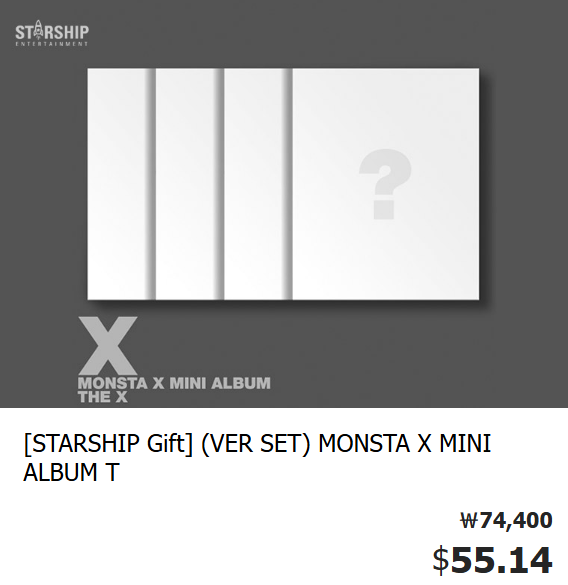 STARSHIP
ENTERTAINMENT
?
X
MONSTA X MINI ALBUM
THE X
[STARSHIP Gift] (VER SET) MONSTA X MINI
ALBUM T
₩74,400
$55.14